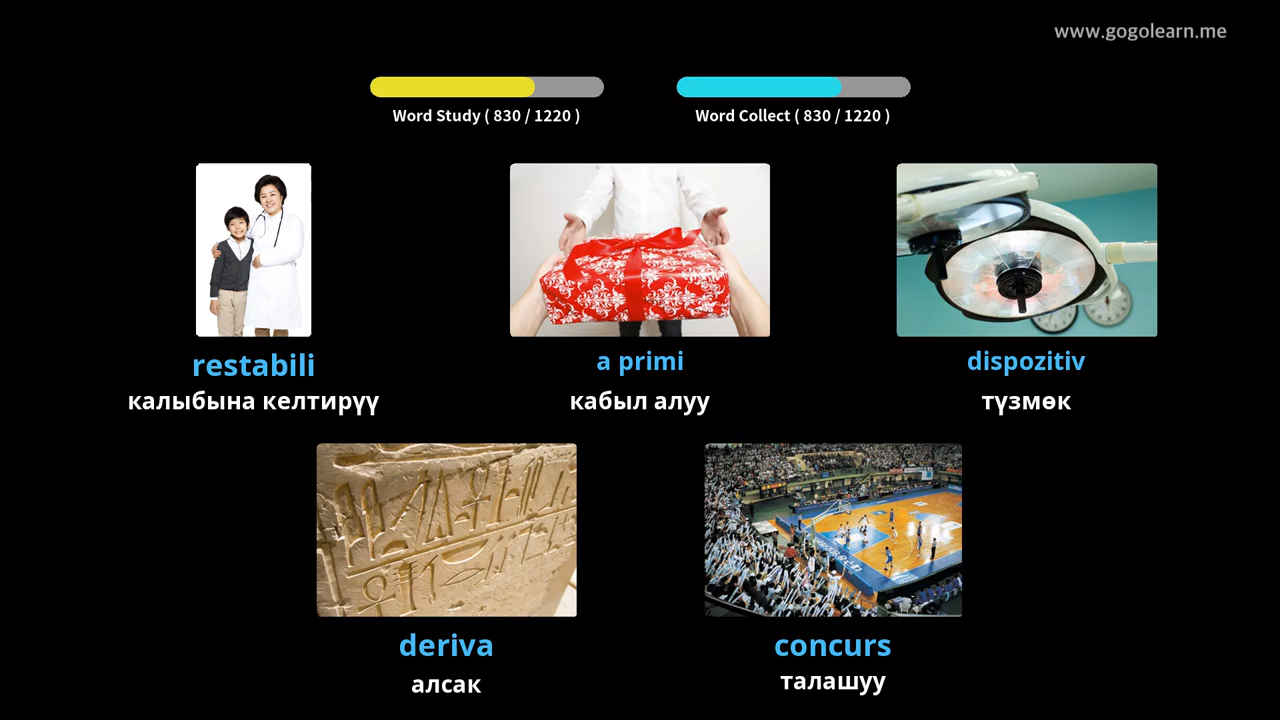 www.gogolearn.me
Word Study ( 830 / 1220 )
Word Collect ( 830 / 1220 )
restabili
a primi
dispozitiv
калыбына келтирүү
кабыл алуу
түзмөк
deriva
concurs
алсак
талашуу